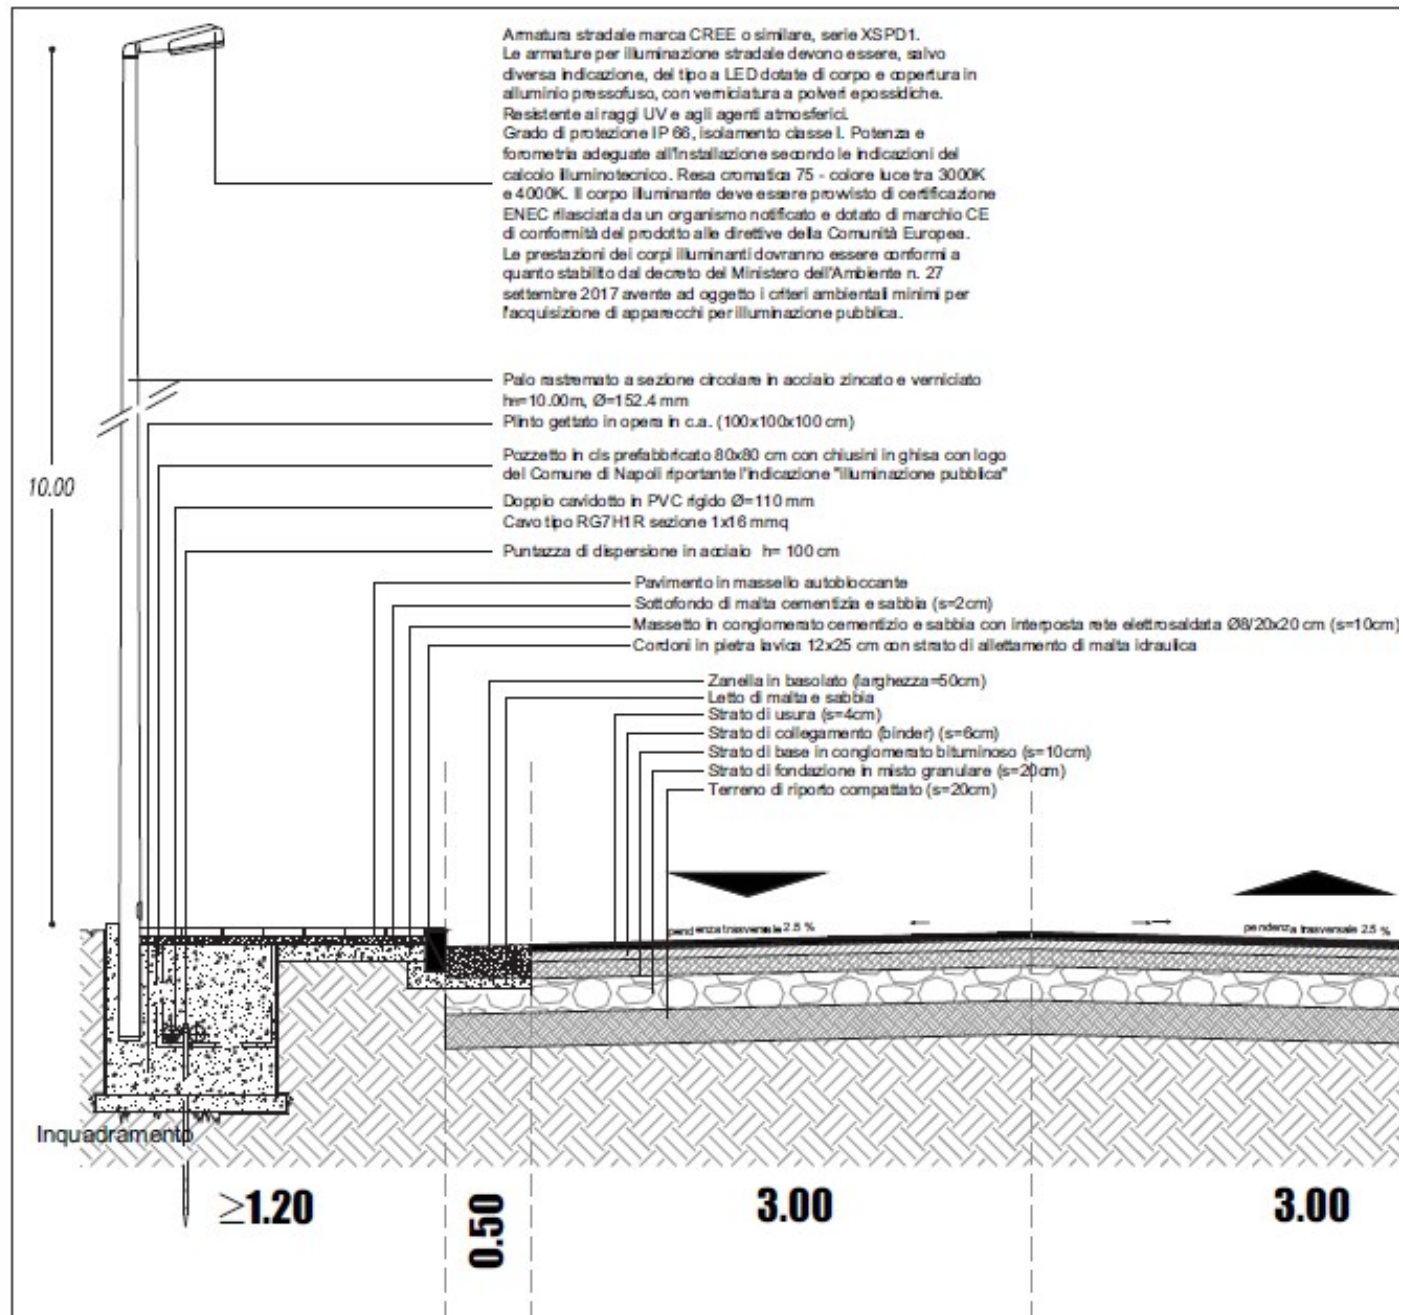 Armatura stradale marca CREE o similare, serie XSPD1.
Le armature per illuminazione stradale devono essere, salvo
diversa indicazione, del tipo a LED dotate di corpo e copertura in
alluminio pressofuso, con verniciatura a polveri epossidiche.
Resistente ai raggi UV e agli agenti atmosferici.
Grado di protezione IP 66, isolamento classe I. Potenza e
forometria adeguate all'installazione secondo le indicazioni del
calcolo illuminotecnico. Resa cromatica 75 - colore luce tra 3000K
e 4000K. Il corpo illuminante deve essere provvisto di certificazione
ENEC rilasciata da un organismo notificato e dotato di marchio CE
di conformità del prodotto alle direttive della Comunità Europea.
Le prestazioni dei corpi illuminanti dovranno essere conformi a
quanto stabilito dal decreto del Ministero dell'Ambiente n. 27
settembre 2017 avente ad oggetto i criteri ambientali minimi per
l'acquisizione di apparecchi per illuminazione pubblica.
Palo rastremato a sezione circolare in acciaio zincato e verniciato
h=10.00m, Ø=152.4 mm
Plinto gettato in opera in c.a. (100x100x100 cm)
Pozzetto in cls prefabbricato 80x80 cm con chiusini in ghisa con logo
del Comune di Napoli riportante l'indicazione "illuminazione pubblica"
10.00
Doppio cavidotto in PVC rigido Ø=110 mm
Cavo tipo RG7H1R sezione 1x16 mmq
Puntazza di dispersione in acciaio h= 100 cm
Pavimento in massello autobloccante
Sottofondo di malta cementizia e sabbia (s=2cm)
Massetto in conglomerato cementizio e sabbia con interposta rete elettrosaldata Ø8/20x20 cm (s=10cm)
Cordoni in pietra lavica 12x25 cm con strato di allettamento di malta idraulica
Zanella in basolato (larghezza=50cm)
Letto di malta e sabbia
Strato di usura (s=4cm)
Strato di collegamento (binder) (s=6cm)
Strato di base in conglomerato bituminoso (s=10cm)
Strato di fondazione in misto granulare (s=20cm)
Terreno di riporto compattato (s=20cm)
pendenza trasversale 2.5 %
pendenza trasversale 2.5 %
Inquadramento
≥1.20
0.50
3.00
3.00